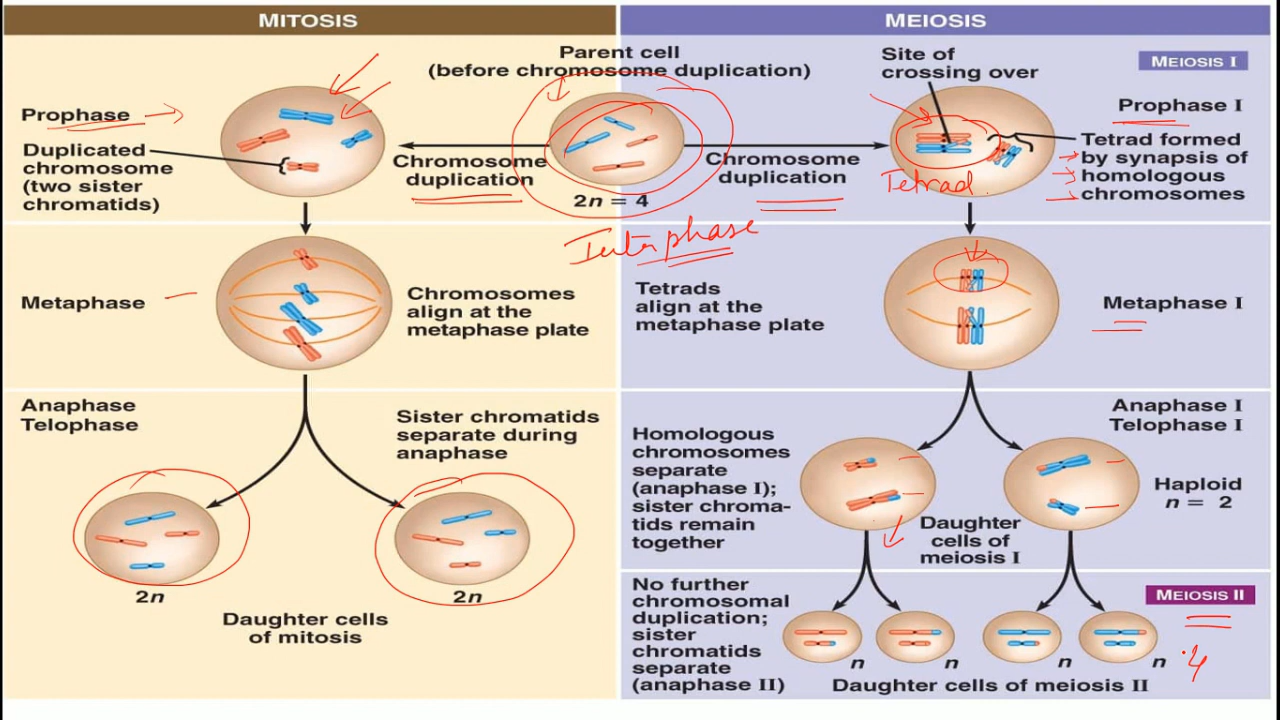 MITOSIS
MEIOSIS
Parent cell
(before chromosome duplication)
Site of
crossing over
MEIOSIS I
Prophase
Prophase I
Duplicated
chromosome
(two sister
chromatids)
Chromosome
duplication
Chromosome
duplication
2n = 4
Tetrad formed
by synapsis of
homologous
chromosomes
Tetrad
Interphase
Metaphase
Chromosomes
align at the
metaphase plate
Tetrads
align at the
metaphase plate
Metaphase I
Anaphase
Telophase
Sister chromatids
separate during
anaphase
Homologous
chromosomes
separate
(anaphase I);
sister chroma-
tids remain
together
Anaphase I
Telophase I
Haploid
n = 2
Daughter
cells of
meiosis I
2n
2n
Daughter cells
of mitosis
No further
chromosomal
duplication;
sister
chromatids
separate
(anaphase II)
MEIOSIS II
n
n
n
n
Daughter cells of meiosis II